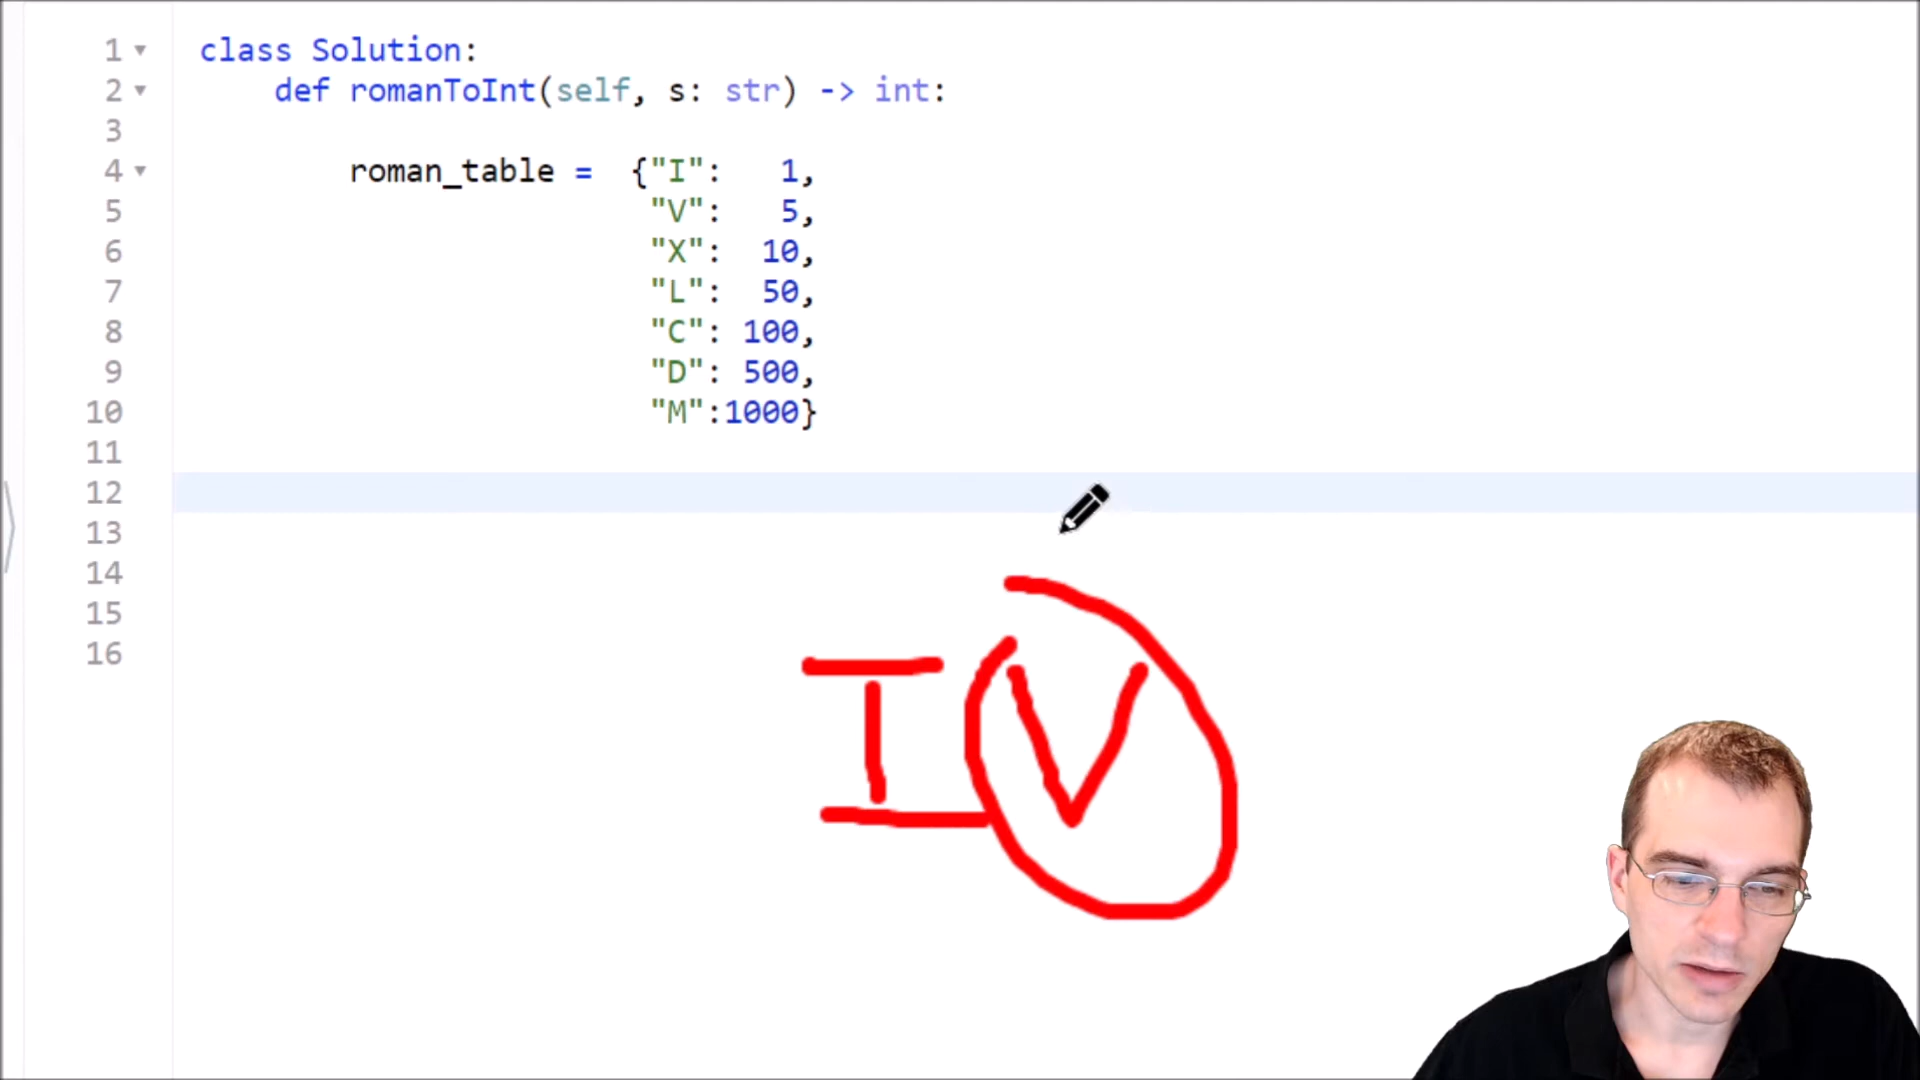 1 class Solution:
2 def romanToInt(self, s: str) -> int:
3
4 roman_table = {"I": 1,
5 "V": 5,
6 "X": 10,
7 "L": 50,
8 "C": 100,
9 "D": 500,
10 "M":1000}
11
12
13
14
15
16
IV